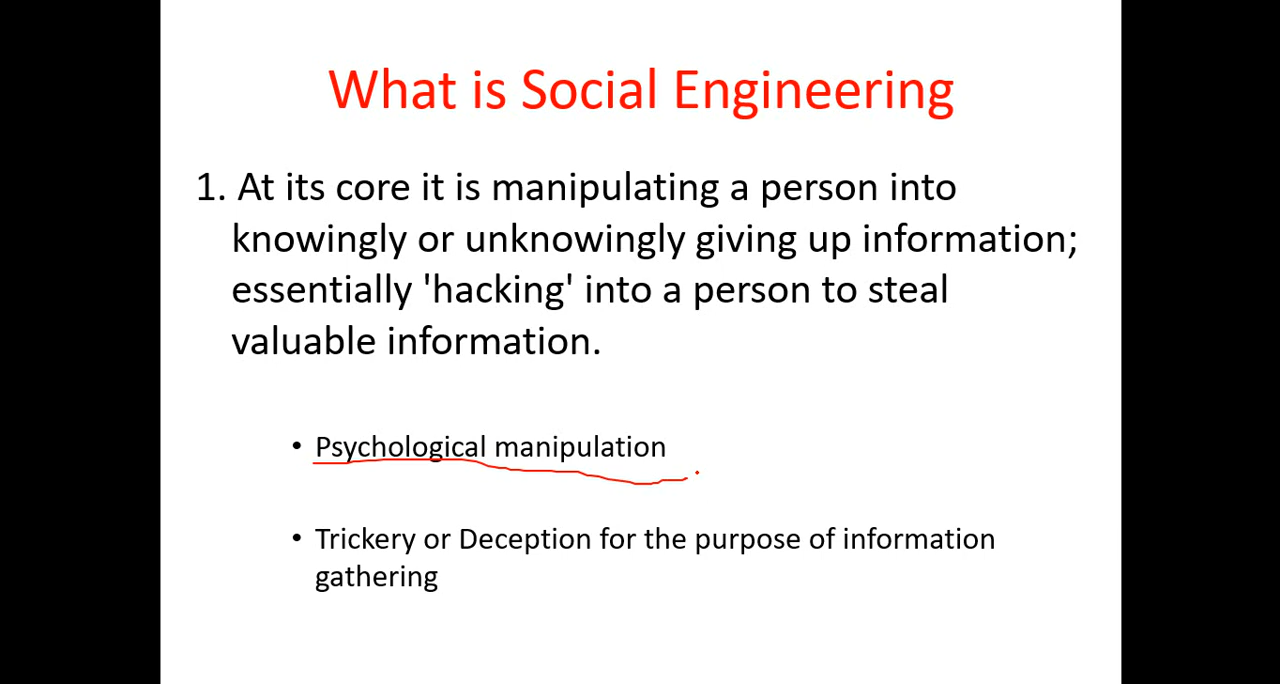 What is Social Engineering
1. At its core it is manipulating a person into
knowingly or unknowingly giving up information;
essentially 'hacking' into a person to steal
valuable information.
• Psychological manipulation
• Trickery or Deception for the purpose of information
gathering